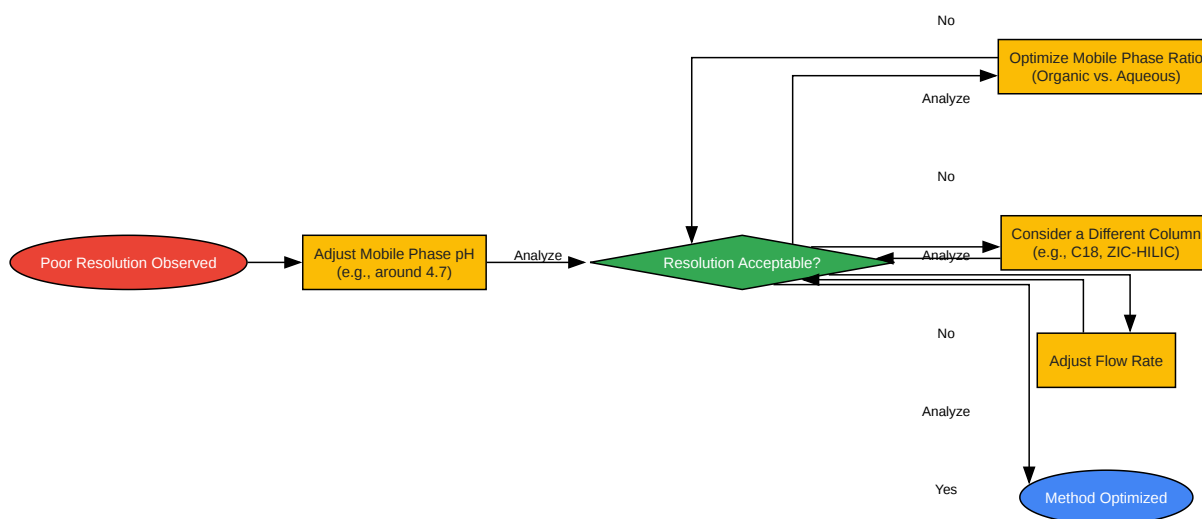 No
Optimize Mobile Phase Ratio
(Organic vs. Aqueous)
Analyze
No
Poor Resolution Observed
Adjust Mobile Phase pH
(e.g., around 4.7)
Analyze
Resolution Acceptable?
Analyze
Consider a Different Column
(e.g., C18, ZIC-HILIC)
No
Adjust Flow Rate
Analyze
Yes
Method Optimized